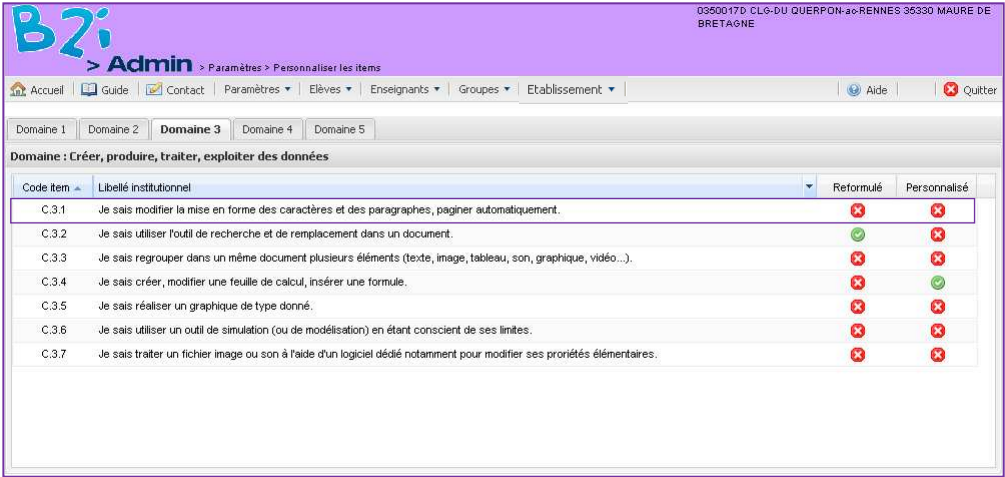 0350017D CLG-DU QUERPON-ac-RENNES 35330 MAURE DE
BRETAGNE
B2i
> Admin > Paramètres > Personnaliser les items
Accueil Guide Contact Paramètres Elèves Enseignants Groupes Etablissement Aide Quitter
Domaine 1 Domaine 2 Domaine 3 Domaine 4 Domaine 5
Domaine : Créer, produire, traiter, exploiter des données
Code item Libellé institutionnel Reformulé Personnalisé
C.3.1 Je sais modifier la mise en forme des caractères et des paragraphes, paginer automatiquement.
C.3.2 Je sais utiliser l'outil de recherche et de remplacement dans un document.
C.3.3 Je sais regrouper dans un même document plusieurs éléments (texte, image, tableau, son, graphique, vidéo...).
C.3.4 Je sais créer, modifier une feuille de calcul, insérer une formule.
C.3.5 Je sais réaliser un graphique de type donné.
C.3.6 Je sais utiliser un outil de simulation (ou de modélisation) en étant conscient de ses limites.
C.3.7 Je sais traiter un fichier image ou son à l'aide d'un logiciel dédié notamment pour modifier ses proriétés élémentaires.